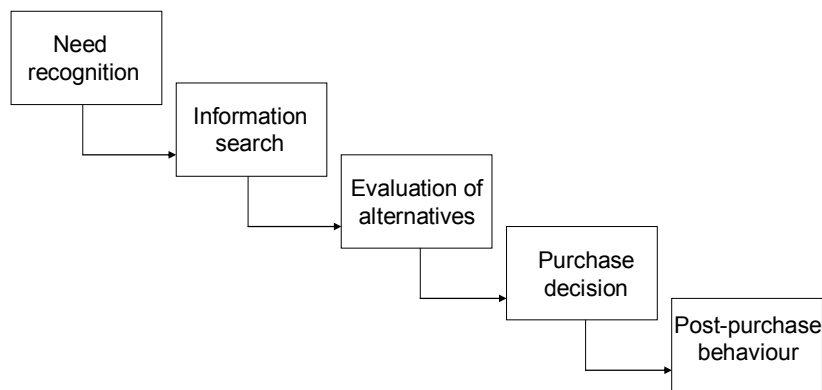 Need
recognition
Information
search
Evaluation of
alternatives
Purchase
decision
Post-purchase
behaviour